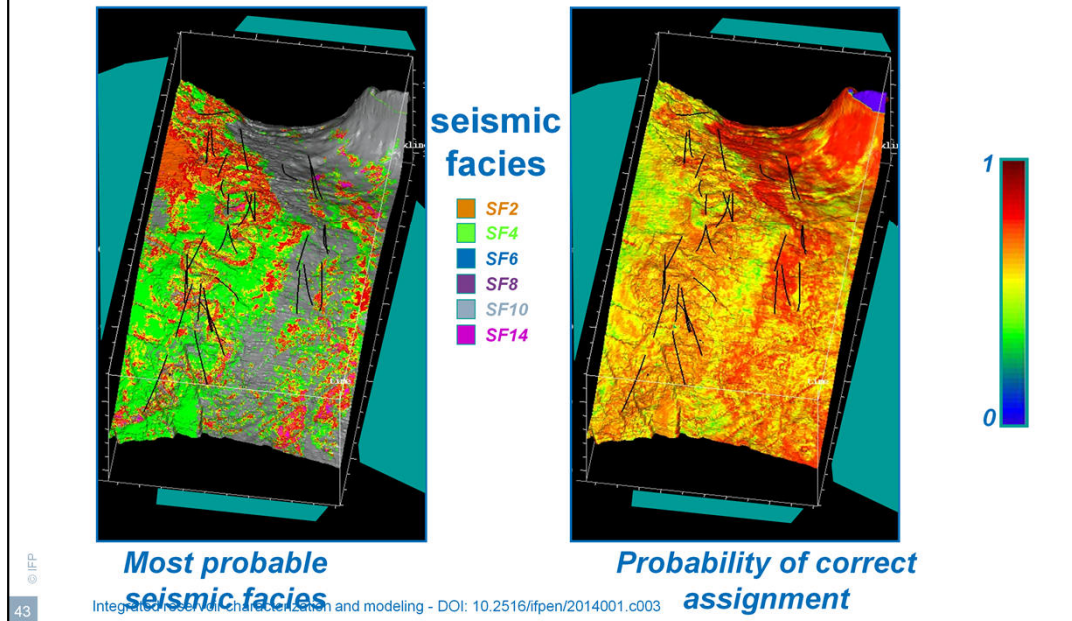 seismic
facies
SF2
SF4
SF6
SF8
SF10
SF14
1
0
Most probable
seismic facies
Probability of correct
assignment
© IFP
43
Integrated reservoir characterization and modeling - DOI: 10.2516/ifpen/2014001.c003